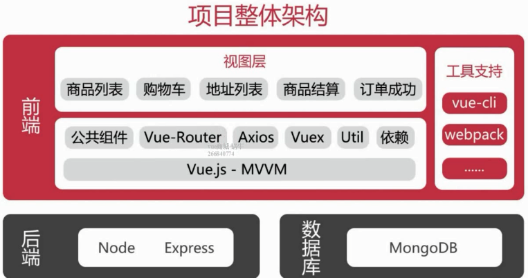 项目整体架构
前端
视图层
商品列表 购物车 地址列表 商品结算 订单成功
公共组件 Vue-Router Axios Vuex Util 依赖
Vue.js - MVVM
工具支持
vue-cli
webpack
......
后端
Node Express
数据库
MongoDB